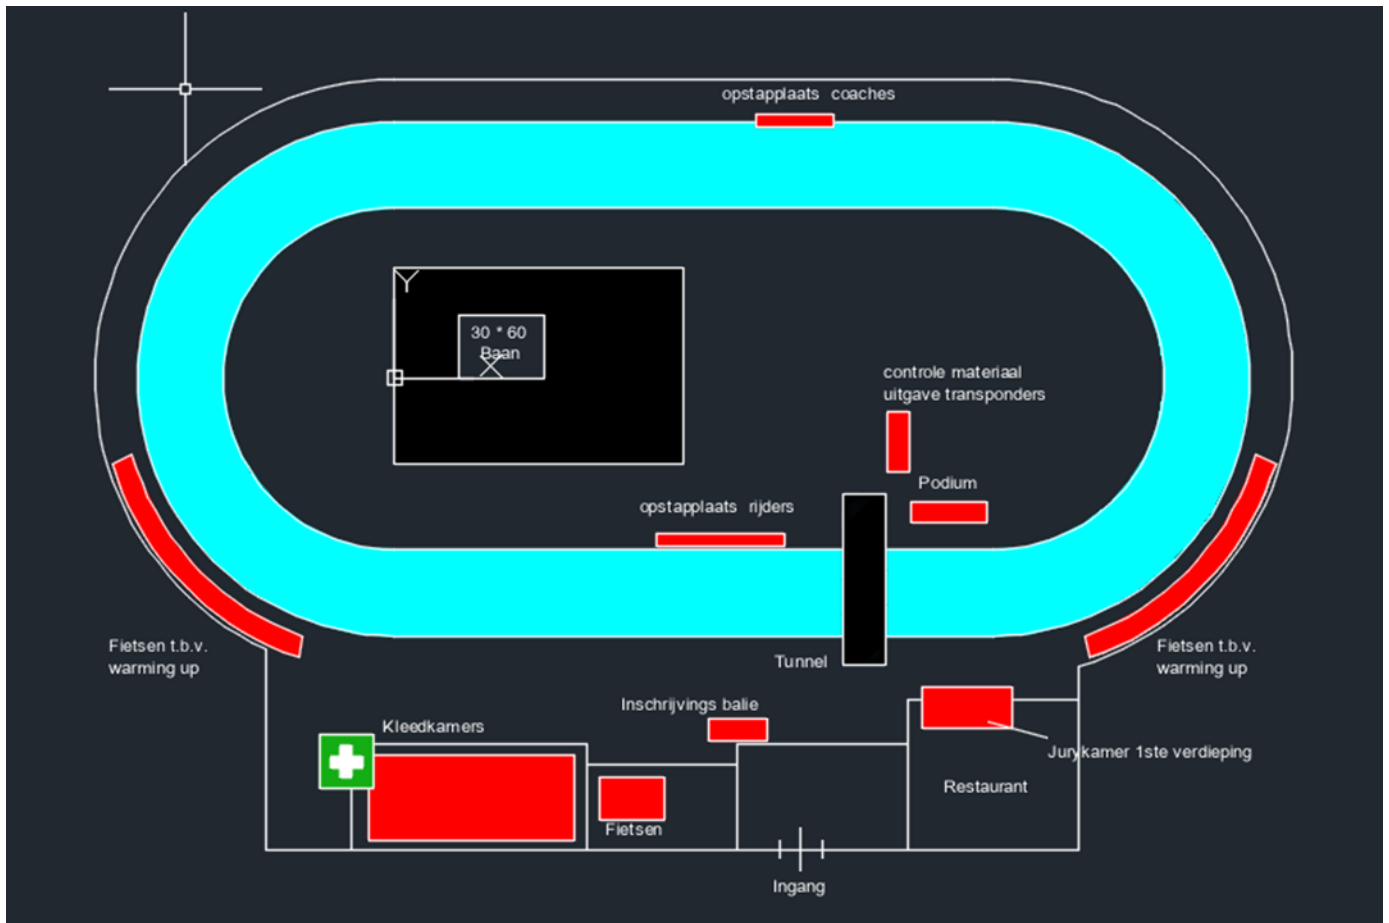 opstapplaats coaches
Y
30 * 60
Baan
X
controle materiaal
uitgave transponders
Podium
opstapplaats rijders
Fietsen t.b.v.
warming up
Tunnel
Fietsen t.b.v.
warming up
Inschrijvings balie
Kleedkamers
Jurykamer 1ste verdieping
Restaurant
Fietsen
Ingang